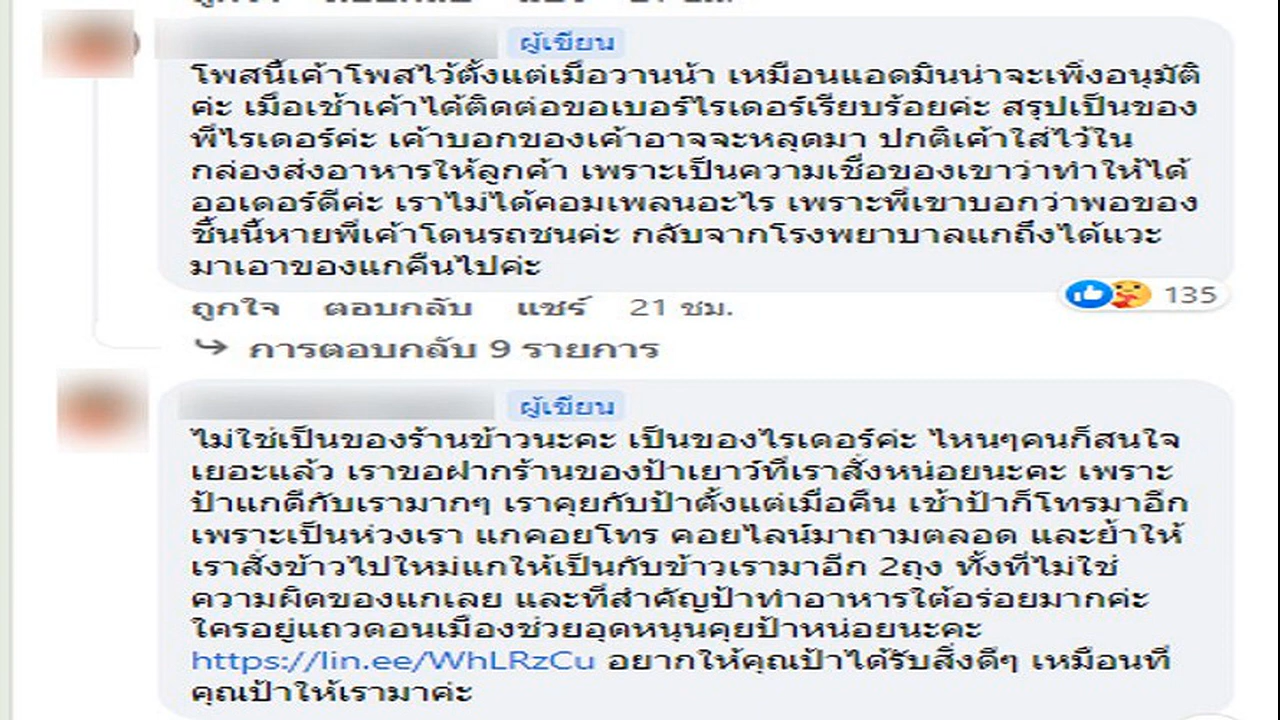 ผู้เขียน
โพสนี้เค้าโพสไว้ตั้งแต่เมื่อวานน้า เหมือนแอดมินน่าจะเพิ่งอนุมัติ
ค่ะ เมื่อเช้าเค้าได้ติดต่อขอเบอร์ไรเดอร์เรียบร้อยค่ะ สรุปเป็นของ
พี่ไรเดอร์ค่ะ เค้าบอกของเค้าอาจจะหลุดมา ปกติเค้าใส่ไว้ใน
กล่องส่งอาหารให้ลูกค้า เพราะเป็นความเชื่อของเขาว่าทำให้ได้
ออเดอร์ดีค่ะ เราไม่ได้คอมเพลนอะไร เพราะพี่เขาบอกว่าพอของ
ชิ้นนี้หายพี่เค้าโดนรถชนค่ะ กลับจากโรงพยาบาลแกถึงได้แวะ
มาเอาของแกคืนไปค่ะ
ถูกใจ ตอบกลับ แชร์ 21 ชม.
135
การตอบกลับ 9 รายการ
ผู้เขียน
ไม่ใช่เป็นของร้านข้าวนะคะ เป็นของไรเดอร์ค่ะ ไหนๆคนก็สนใจ
เยอะแล้ว เราขอฝากร้านของป้าเยาว์ที่เราสั่งหน่อยนะคะ เพราะ
ป้าแกดีกับเรามากๆ เราคุยกับป้าตั้งแต่เมื่อคืน เช้าป้าก็โทรมาอีก
เพราะเป็นห่วงเรา แกคอยโทร คอยไลน์มาถามตลอด และย้ำให้
เราสั่งข้าวไปใหม่แกให้เป็นกับข้าวเรามาอีก 2ถุง ทั้งที่ไม่ใช่
ความผิดของแกเลย และที่สำคัญป้าทำอาหารใต้อร่อยมากค่ะ
ใครอยู่แถวดอนเมืองช่วยอุดหนุนคุยป้าหน่อยนะคะ
https://lin.ee/WhLRzCu อยากให้คุณป้าได้รับสิ่งดีๆ เหมือนที่
คุณป้าให้เรามาค่ะ